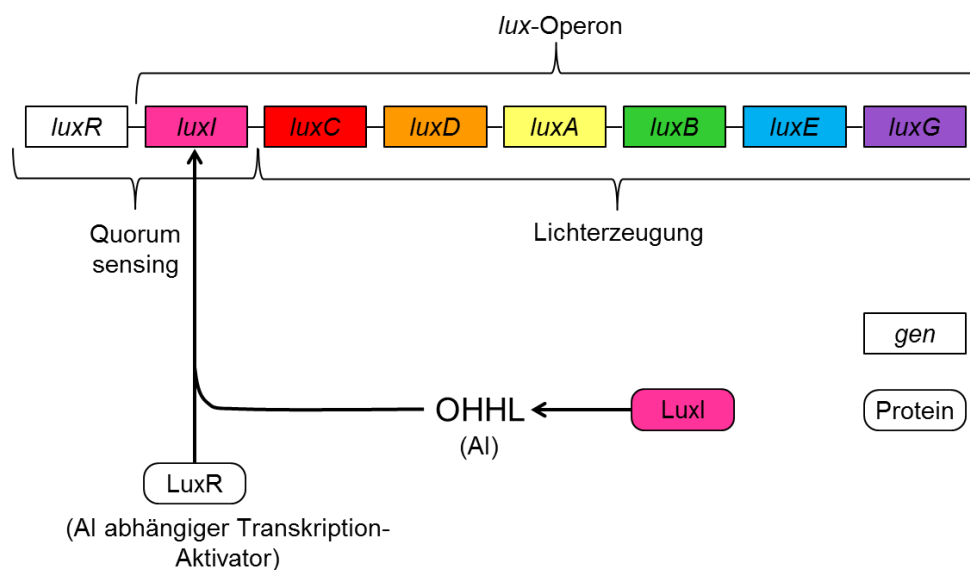 lux-Operon
luxR luxI luxC luxD luxA luxB luxE luxG
Quorum
sensing
Lichterzeugung
gen
OHHL
(AI)
LuxI
Protein
LuxR
(AI abhängiger Transkription-
Aktivator)